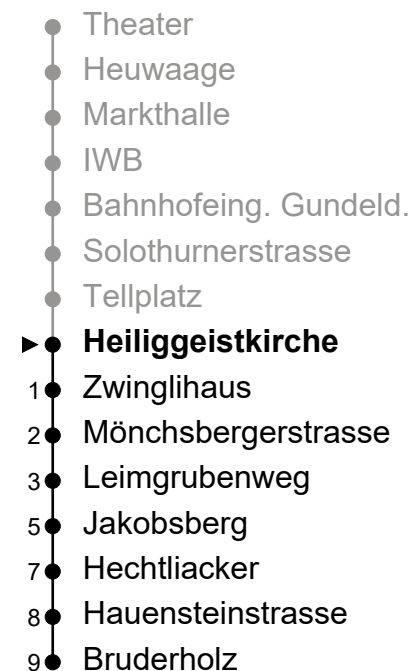 Theater
Heuwaage
Markthalle
IWB
Bahnhofeing. Gundeld.
Solothurnerstrasse
Tellplatz
Heiliggeistkirche
1 Zwinglihaus
2 Mönchsbergerstrasse
3 Leimgrubenweg
5 Jakobsberg
7 Hechtliacker
8 Hauensteinstrasse
9 Bruderholz